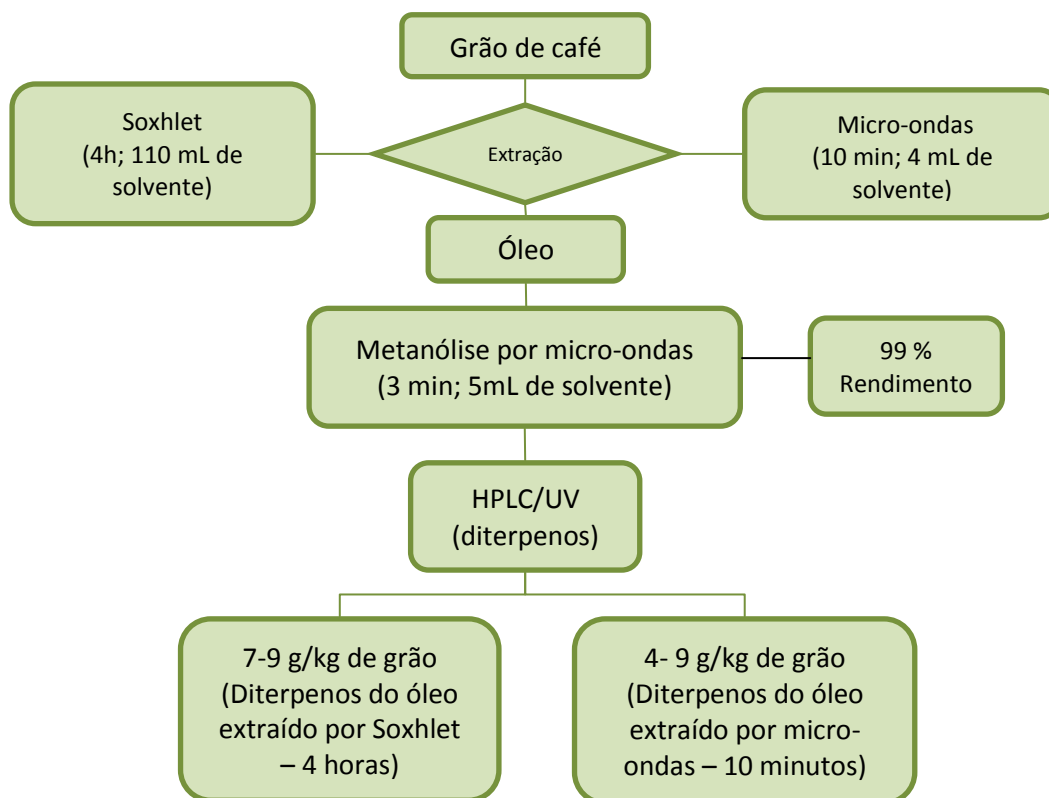 Grão de café
Soxhlet
(4h; 110 mL de
solvente)
Extração
Micro-ondas
(10 min; 4 mL de
solvente)
Óleo
Metanólise por micro-ondas
(3 min; 5mL de solvente)
99 %
Rendimento
HPLC/UV
(diterpenos)
7-9 g/kg de grão
(Diterpenos do óleo
extraído por Soxhlet
– 4 horas)
4- 9 g/kg de grão
(Diterpenos do óleo
extraído por micro-
ondas – 10 minutos)